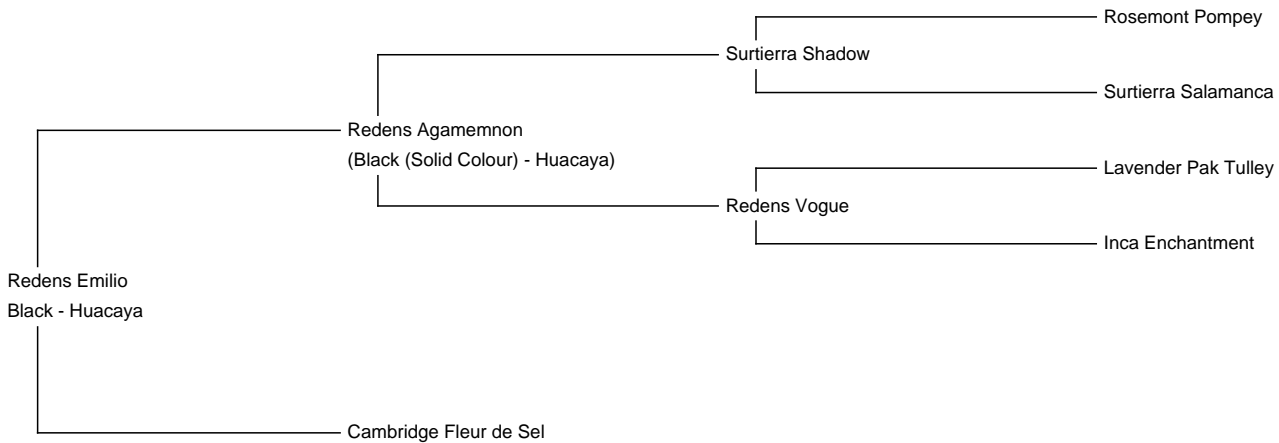 Rosemont Pompey
Surtierra Shadow
Surtierra Salamanca
Redens Agamemnon
(Black (Solid Colour) - Huacaya)
Lavender Pak Tulley
Redens Vogue
Inca Enchantment
Redens Emilio
Black - Huacaya
Cambridge Fleur de Sel